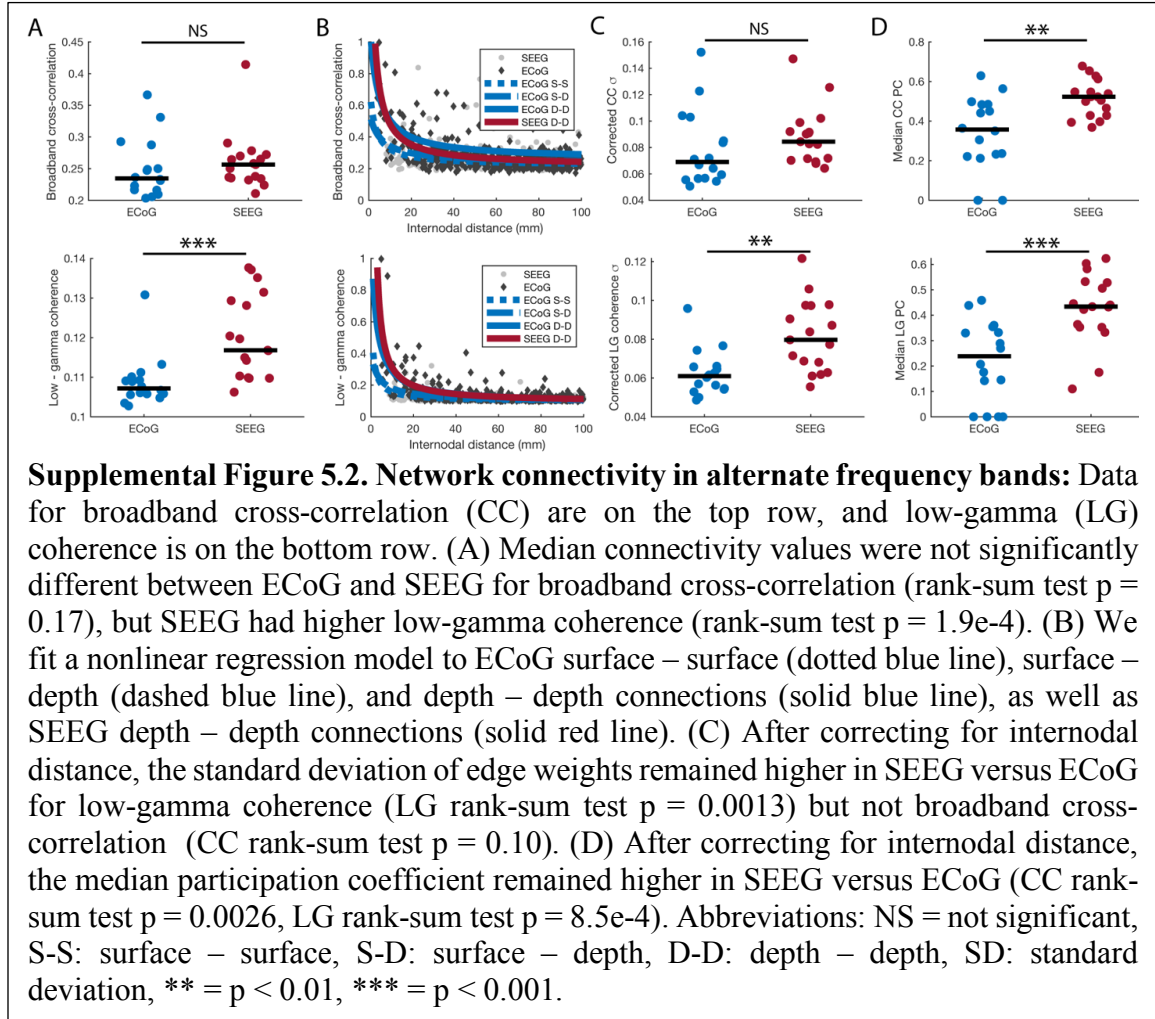 A
NS
0.45
0.4
0.35
0.3
0.25
0.2
Broadband cross-correlation
ECoG
SEEG
B
1
0.8
0.6
0.4
0.2
0
Broadband cross-correlation
SEEG
ECoG
ECoG S-S
ECoG S-D
ECoG D-D
SEEG D-D
0
20
40
60
80
100
Internodal distance (mm)
C
NS
0.16
0.14
0.12
0.1
0.08
0.06
0.04
Corrected CC σ
ECoG
SEEG
D
**
0.8
0.6
0.4
0.2
0
Median CC PC
ECoG
SEEG
***
0.14
0.13
0.12
0.11
0.1
Low - gamma coherence
ECoG
SEEG
1
0.8
0.6
0.4
0.2
0
Low - gamma coherence
SEEG
ECoG
ECoG S-S
ECoG S-D
ECoG D-D
SEEG D-D
0
20
40
60
80
100
Internodal distance (mm)
**
0.12
0.1
0.08
0.06
0.04
Corrected LG coherence σ
ECoG
SEEG
***
0.6
0.5
0.4
0.3
0.2
0.1
0
Median LG PC
ECoG
SEEG
Supplemental Figure 5.2. Network connectivity in alternate frequency bands: Data
for broadband cross-correlation (CC) are on the top row, and low-gamma (LG)
coherence is on the bottom row. (A) Median connectivity values were not significantly
different between ECoG and SEEG for broadband cross-correlation (rank-sum test p =
0.17), but SEEG had higher low-gamma coherence (rank-sum test p = 1.9e-4). (B) We
fit a nonlinear regression model to ECoG surface – surface (dotted blue line), surface –
depth (dashed blue line), and depth – depth connections (solid blue line), as well as
SEEG depth – depth connections (solid red line). (C) After correcting for internodal
distance, the standard deviation of edge weights remained higher in SEEG versus ECoG
for low-gamma coherence (LG rank-sum test p = 0.0013) but not broadband cross-
correlation (CC rank-sum test p = 0.10). (D) After correcting for internodal distance,
the median participation coefficient remained higher in SEEG versus ECoG (CC rank-
sum test p = 0.0026, LG rank-sum test p = 8.5e-4). Abbreviations: NS = not significant,
S-S: surface – surface, S-D: surface – depth, D-D: depth – depth, SD: standard
deviation, ** = p < 0.01, *** = p < 0.001.